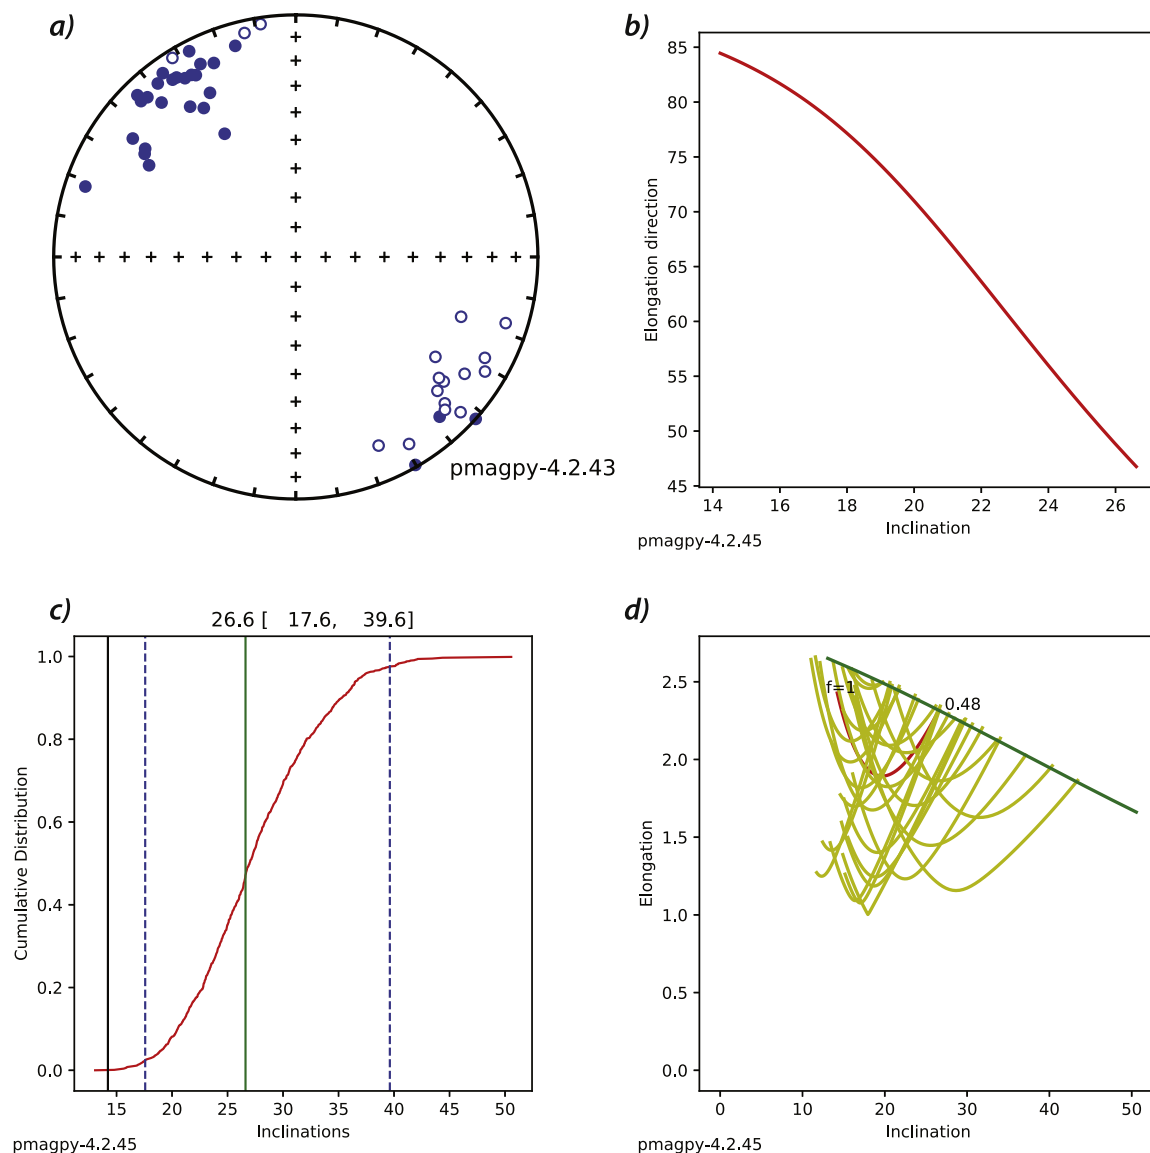 a)
pmagpy-4.2.43
b)
85
80
75
70
65
60
55
50
45
Elongation direction
14 16 18 20 22 24 26
Inclination
pmagpy-4.2.45
c)
26.6 [ 17.6, 39.6]
1.0
0.8
0.6
0.4
0.2
0.0
Cumulative Distribution
15 20 25 30 35 40 45 50
Inclinations
pmagpy-4.2.45
d)
2.5
2.0
1.5
1.0
0.5
0.0
Elongation
f=1
0.48
0 10 20 30 40 50
Inclination
pmagpy-4.2.45